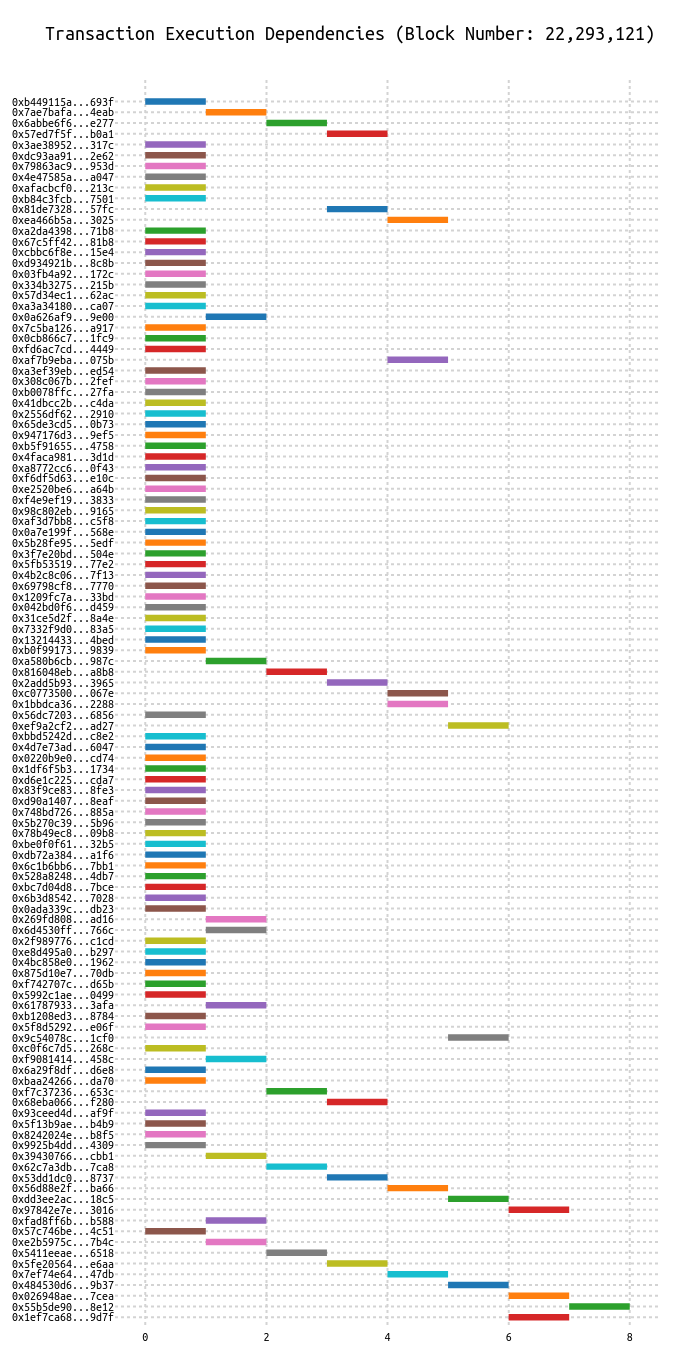 Transaction Execution Dependencies (Block Number: 22,293,121)
0xb449115a...693f
0x7ae7bafa...4eab
0x6abbe6f6...e277
0x57ed7f5f...b0a1
0x3ae38952...317c
0xdc93aa91...2e62
0x79863ac9...953d
0x4e47585a...a047
0xafacbcf0...213c
0xb84c3fcb...7501
0x81de7328...57fc
0xea466b5a...3025
0xa2da4398...71b8
0x67c5ff42...81b8
0xcbbc6f8e...15e4
0xd934921b...8c8b
0x03fb4a92...172c
0x334b3275...215b
0x57d34ec1...62ac
0xa3a34180...ca07
0x0a626af9...9e00
0x7c5ba126...a917
0x0cb866c7...1fc9
0xfd6ac7cd...4449
0xaf7b9eba...075b
0xa3ef39eb...ed54
0x308c067b...2fef
0xb0078ffc...27fa
0x41dbcc2b...c4da
0x2556df62...2910
0x65de3cd5...0b73
0x947176d3...9ef5
0xb5f91655...4758
0x4faca981...3d1d
0xa8772cc6...0f43
0xf6df5d63...e10c
0xe2520be6...a64b
0xf4e9ef19...3833
0x98c802eb...9165
0xaf3d7bb8...c5f8
0x0a7e199f...568e
0x5b28fe95...5edf
0x3f7e20bd...504e
0x5fb53519...77e2
0x4b2c8c06...7f13
0x69798cf8...7770
0x1209fc7a...33bd
0x042bd0f6...d459
0x31ce5d2f...8a4e
0x7332f9d0...83a5
0x13214433...4bed
0xb0f99173...9839
0xa580b6cb...987c
0x816048eb...a8b8
0x2add5b93...3965
0xc0773500...067e
0x1bbdca36...2288
0x56dc7203...6856
0xef9a2cf2...ad27
0xbbd5242d...c8e2
0x4d7e73ad...6047
0x0220b9e0...cd74
0x1df6f5b3...1734
0xd6e1c225...cda7
0x83f9ce83...8fe3
0xd90a1407...8eaf
0x748bd726...885a
0x5b270c39...5b96
0x78b49ec8...09b8
0xbe0f0f61...32b5
0xdb72a384...a1f6
0x6c1b6bb6...7bb1
0x528a8248...4db7
0xbc7d04d8...7bce
0x6b3d8542...7028
0x0ada339c...db23
0x269fd808...ad16
0x6d4530ff...766c
0x2f989776...c1cd
0xe8d495a0...b297
0x4bc858e0...1962
0x875d10e7...70db
0xf742707c...d65b
0x5992c1ae...0499
0x61787933...3afa
0xb1208ed3...8784
0x5f8d5292...e06f
0x9c54078c...1cf0
0xc0f6c7d5...268c
0xf9081414...458c
0x6a29f8df...d6e8
0xbaa24266...da70
0xf7c37236...653c
0x68eba066...f280
0x93ceed4d...af9f
0x5f13b9ae...b4b9
0x8242024e...b8f5
0x9925b4dd...4309
0x39430766...cbb1
0x62c7a3db...7ca8
0x53dd1dc0...8737
0x56d88e2f...ba66
0xdd3ee2ac...18c5
0x97842e7e...3016
0xfad8ff6b...b588
0x57c746be...4c51
0xe2b5975c...7b4c
0x5411eeae...6518
0x5fe20564...e6aa
0x7ef74e64...47db
0x484530d6...9b37
0x026948ae...7cea
0x55b5de90...8e12
0x1ef7ca68...9d7f
0 2 4 6 8